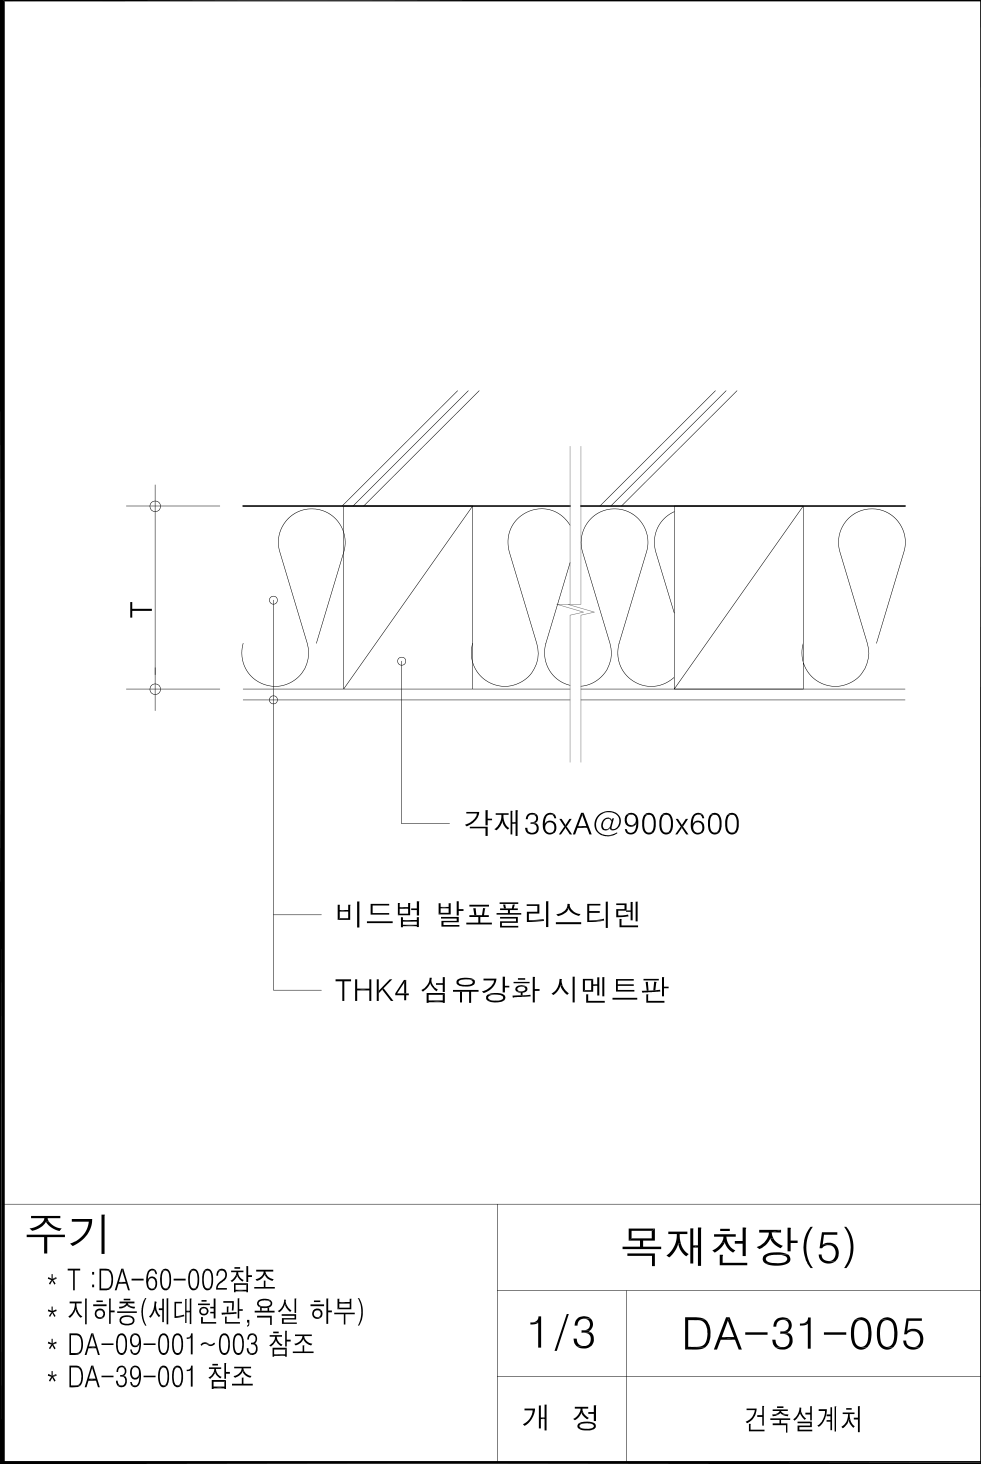 T
각재36xA@900x600
비드법 발포폴리스티렌
THK4 섬유강화 시멘트판
주기
* T :DA-60-002참조
* 지하층(세대현관,욕실 하부)
* DA-09-001~003 참조
* DA-39-001 참조
목재천장(5)
1/3
DA-31-005
개 정
건축설계처